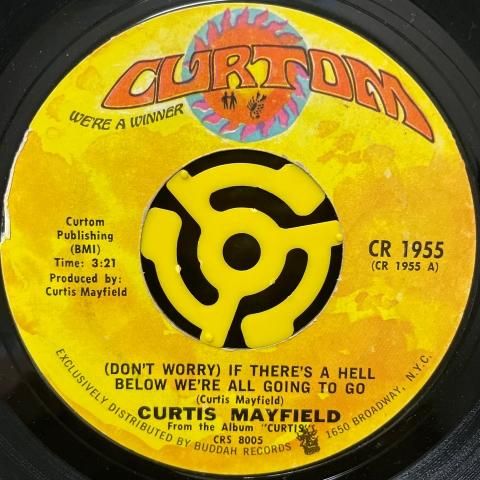 CURTOM
WE'RE A WINNER
Curtom
Publishing
(BMI)
Time: 3:21
Produced by:
Curtis Mayfield
CR 1955
(CR 1955 A)
(DON'T WORRY) IF THERE'S A HELL
BELOW WE'RE ALL GOING TO GO
(Curtis Mayfield)
CURTIS MAYFIELD
From the Album "CURTIS"
CRS 8005
EXCLUSIVELY DISTRIBUTED BY BUDDAH RECORDS 1650 BROADWAY, N.Y.C.